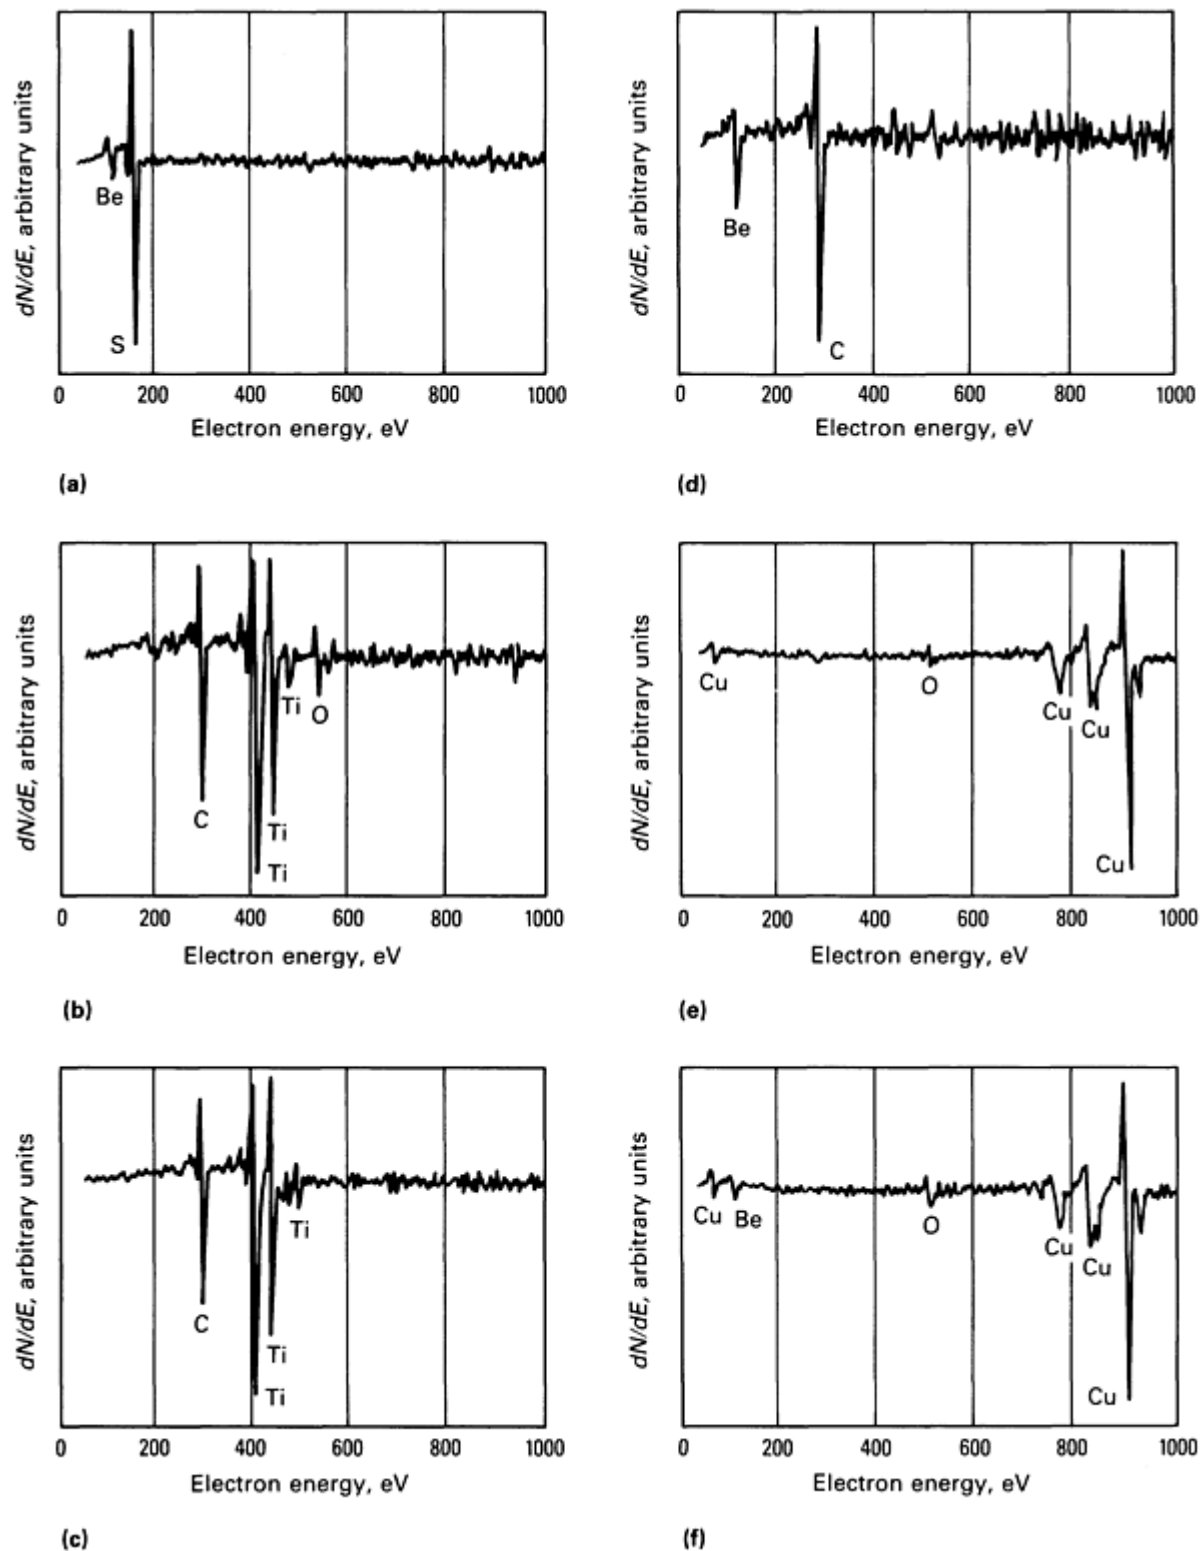 dN/dE, arbitrary units
Be
S
0 200 400 600 800 1000
Electron energy, eV
(a)
dN/dE, arbitrary units
Be
C
0 200 400 600 800 1000
Electron energy, eV
(d)
dN/dE, arbitrary units
C
Ti
Ti
Ti
O
0 200 400 600 800 1000
Electron energy, eV
(b)
dN/dE, arbitrary units
Cu
O
Cu
Cu
Cu
0 200 400 600 800 1000
Electron energy, eV
(e)
dN/dE, arbitrary units
C
Ti
Ti
Ti
0 200 400 600 800 1000
Electron energy, eV
(c)
dN/dE, arbitrary units
Cu
Be
O
Cu
Cu
Cu
0 200 400 600 800 1000
Electron energy, eV
(f)